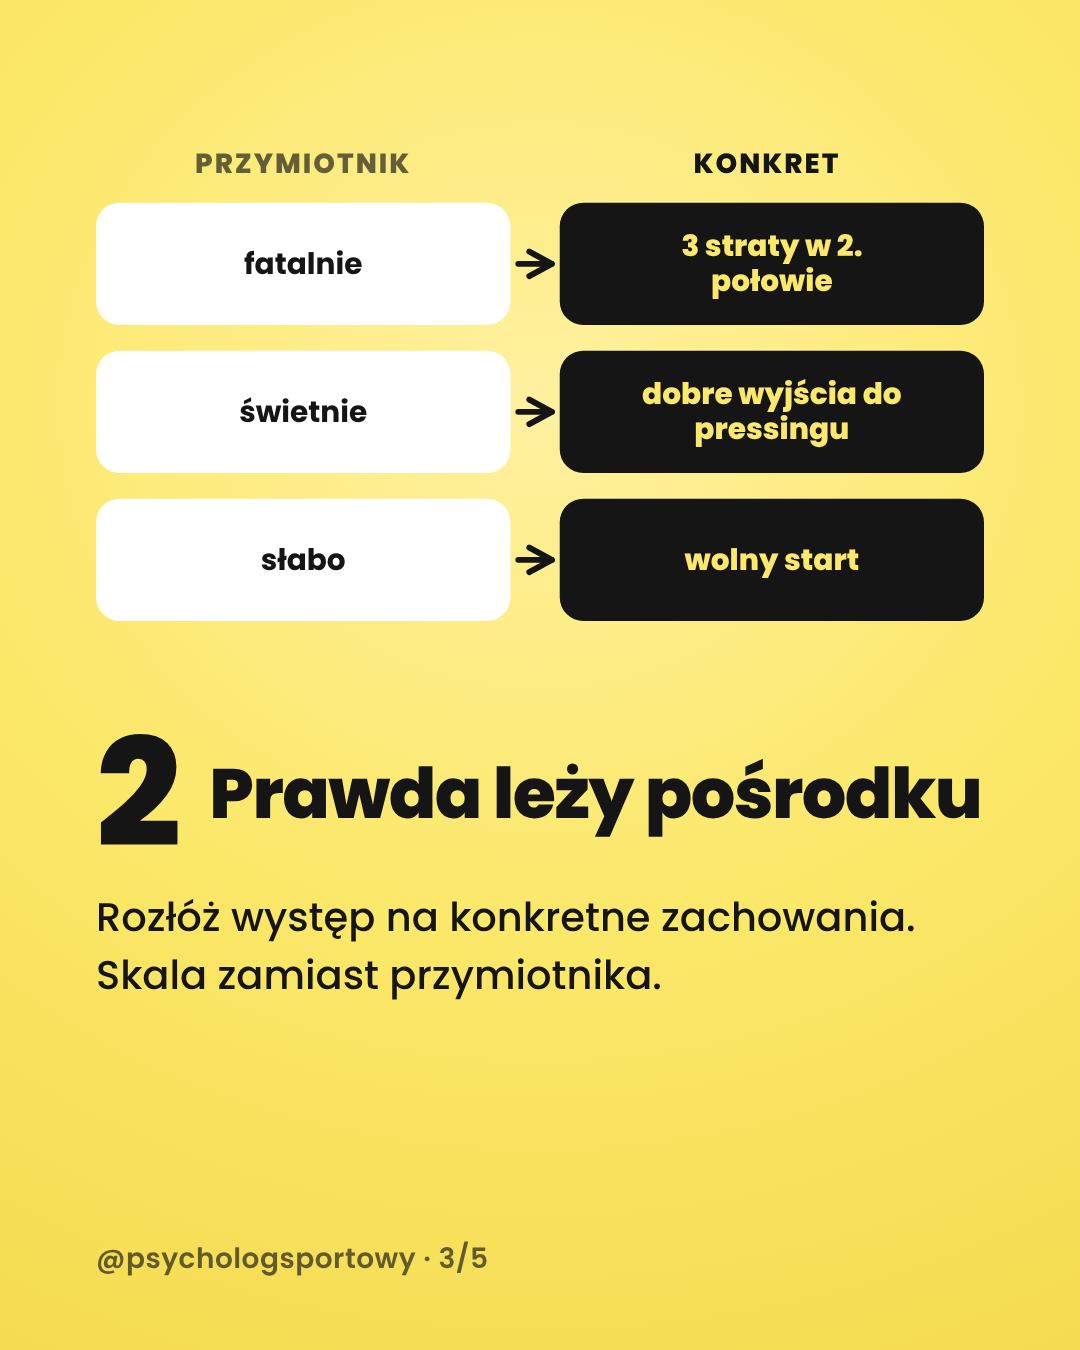 PRZYMIOTNIK
KONKRET
fatalnie
3 straty w 2.
połowie
świetnie
dobre wyjścia do
pressingu
słabo
wolny start
2 Prawda leży pośrodku
Rozłóż występ na konkretne zachowania.
Skala zamiast przymiotnika.
@psychologsportowy · 3/5